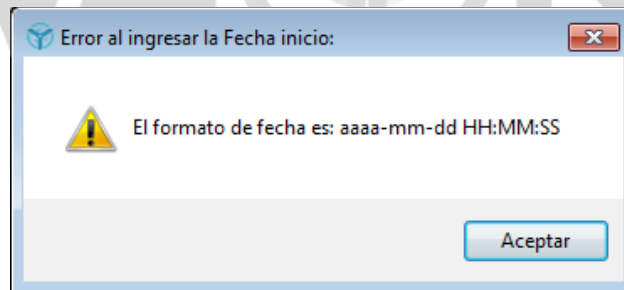 Error al ingresar la Fecha inicio:
El formato de fecha es: aaaa-mm-dd HH:MM:SS
Aceptar